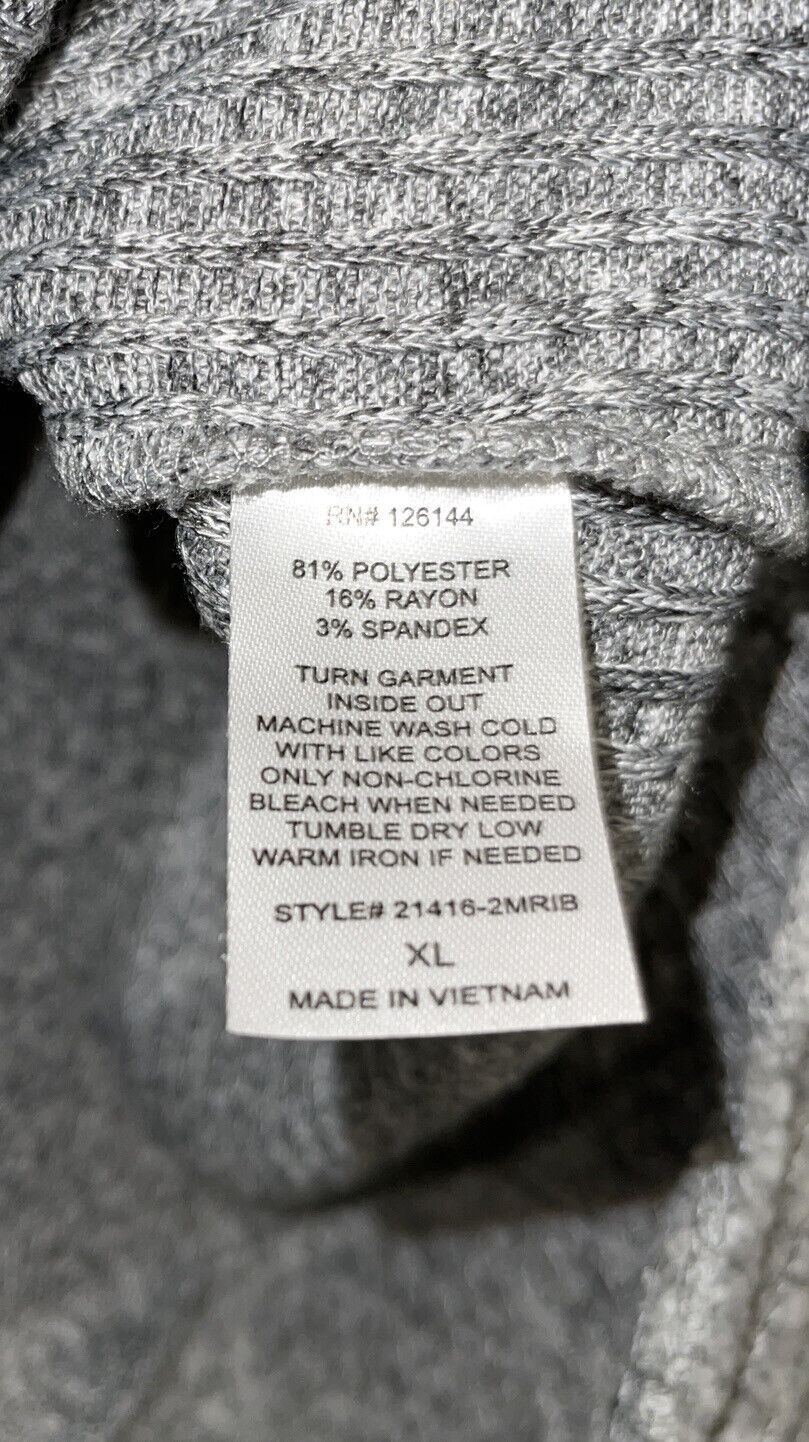 RN# 126144
81% POLYESTER
16% RAYON
3% SPANDEX
TURN GARMENT
INSIDE OUT
MACHINE WASH COLD
WITH LIKE COLORS
ONLY NON-CHLORINE
BLEACH WHEN NEEDED
TUMBLE DRY LOW
WARM IRON IF NEEDED
STYLE# 21416-2MRIB
XL
MADE IN VIETNAM